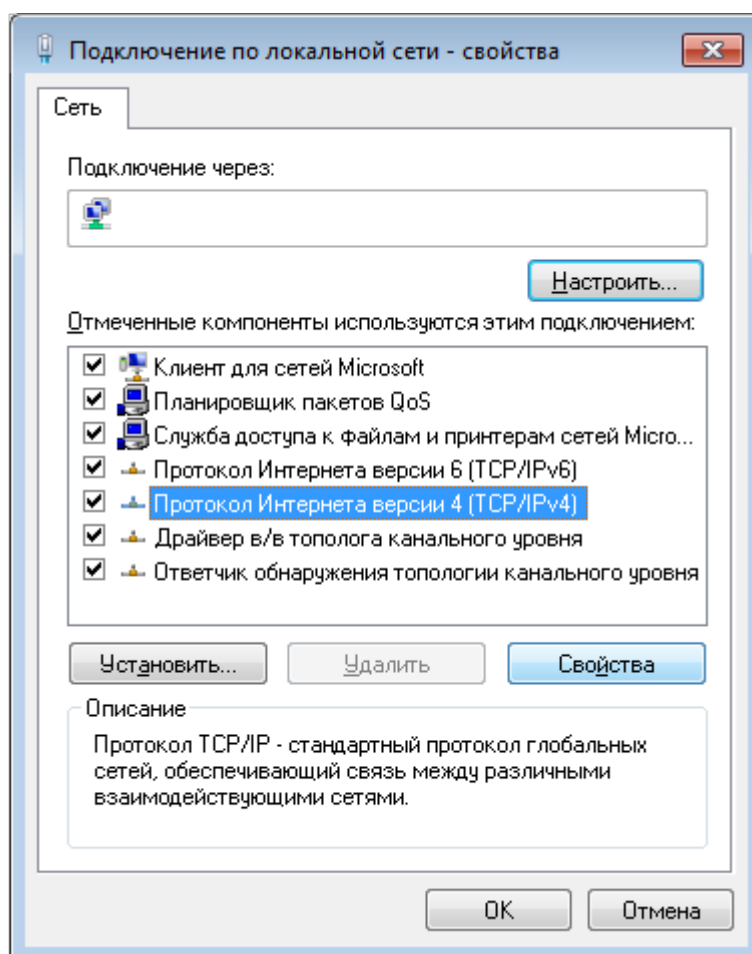 Подключение по локальной сети - свойства
Сеть
Подключение через:
Настроить...
Отмеченные компоненты используются этим подключением:
Клиент для сетей Microsoft
Планировщик пакетов QoS
Служба доступа к файлам и принтерам сетей Micro...
Протокол Интернета версии 6 (TCP/IPv6)
Протокол Интернета версии 4 (TCP/IPv4)
Драйвер в/в тополога канального уровня
Ответчик обнаружения топологии канального уровня
Установить...
Удалить
Свойства
Описание
Протокол TCP/IP - стандартный протокол глобальных
сетей, обеспечивающий связь между различными
взаимодействующими сетями.
OK
Отмена